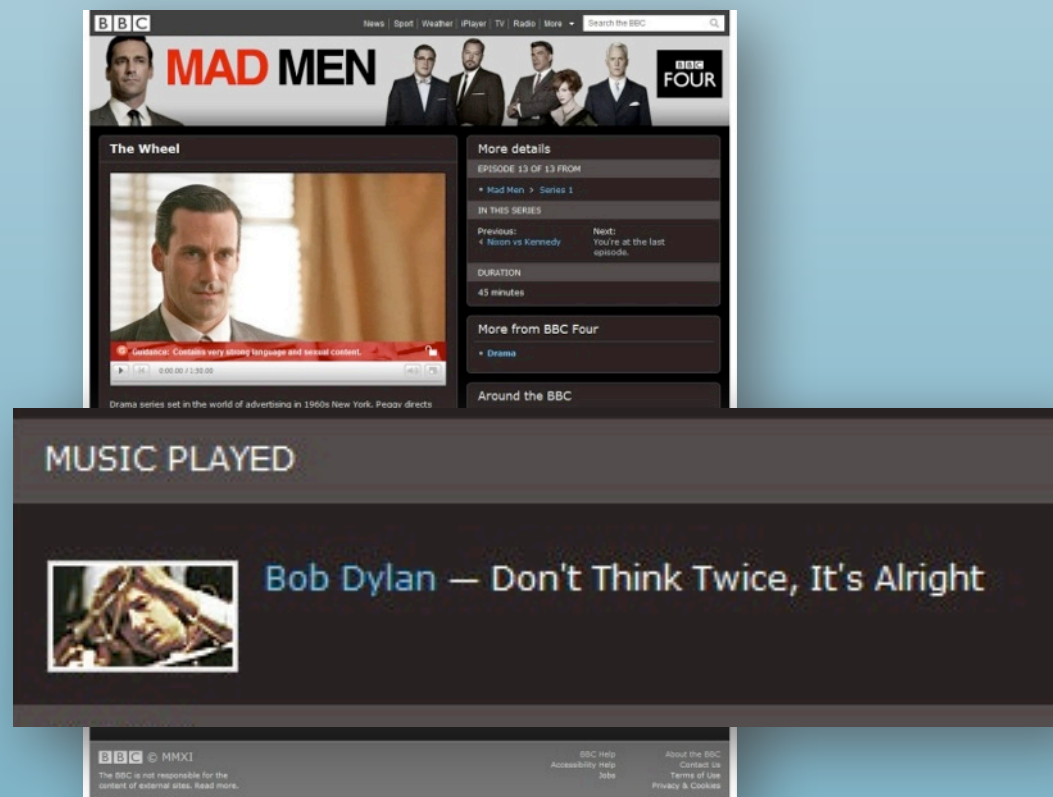 BBC
News | Sport | Weather | iPlayer | TV | Radio | More
Search the BBC
MAD MEN
BBC
FOUR
The Wheel
Guidance: Contains very strong language and sexual content.
0:00.00 / 1:50.00
Drama series set in the world of advertising in 1960s New York. Peggy directs
More details
EPISODE 13 OF 13 FROM
• Mad Men > Series 1
IN THIS SERIES
Previous:
‹ Nixon vs Kennedy
Next:
You're at the last
episode.
DURATION
45 minutes
More from BBC Four
• Drama
Around the BBC
MUSIC PLAYED
Bob Dylan — Don't Think Twice, It's Alright
BBC © MMXI
The BBC is not responsible for the
content of external sites. Read more.
BBC Help
Accessibility Help
Jobs
About the BBC
Contact Us
Terms of Use
Privacy & Cookies